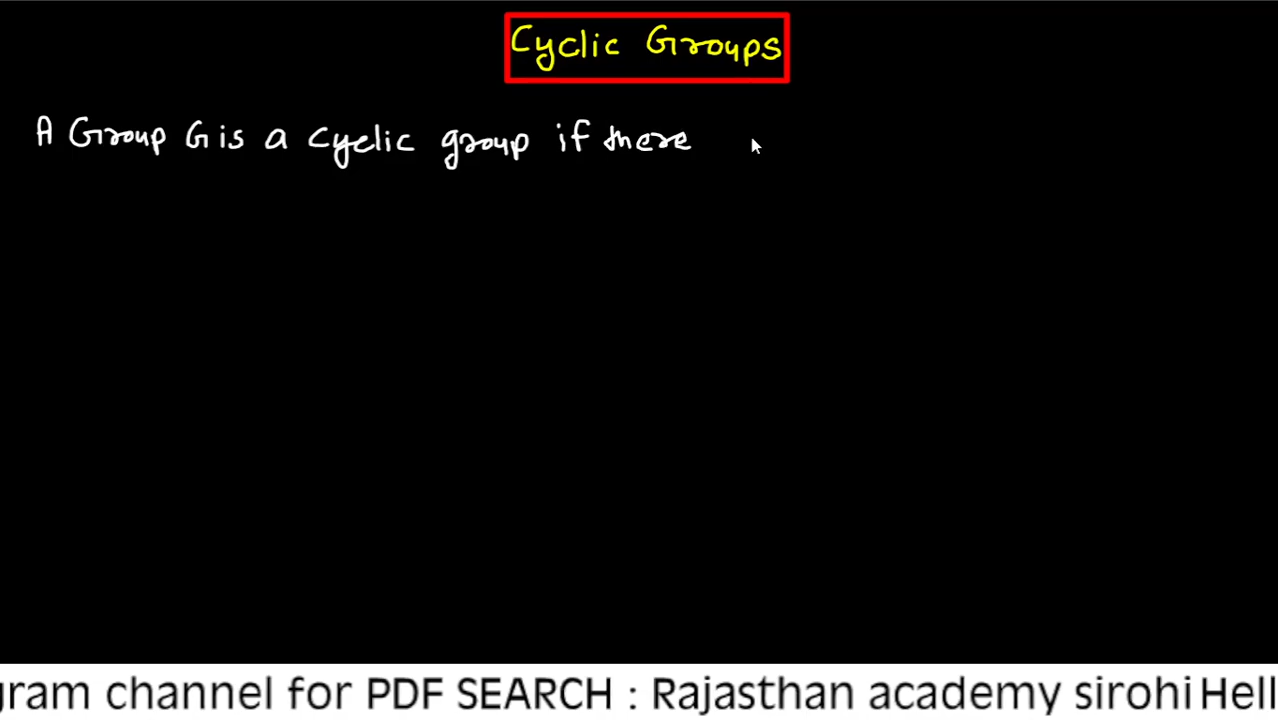 Cyclic Groups
A Group G is a cyclic group if there
gram channel for PDF SEARCH : Rajasthan academy sirohi Hell